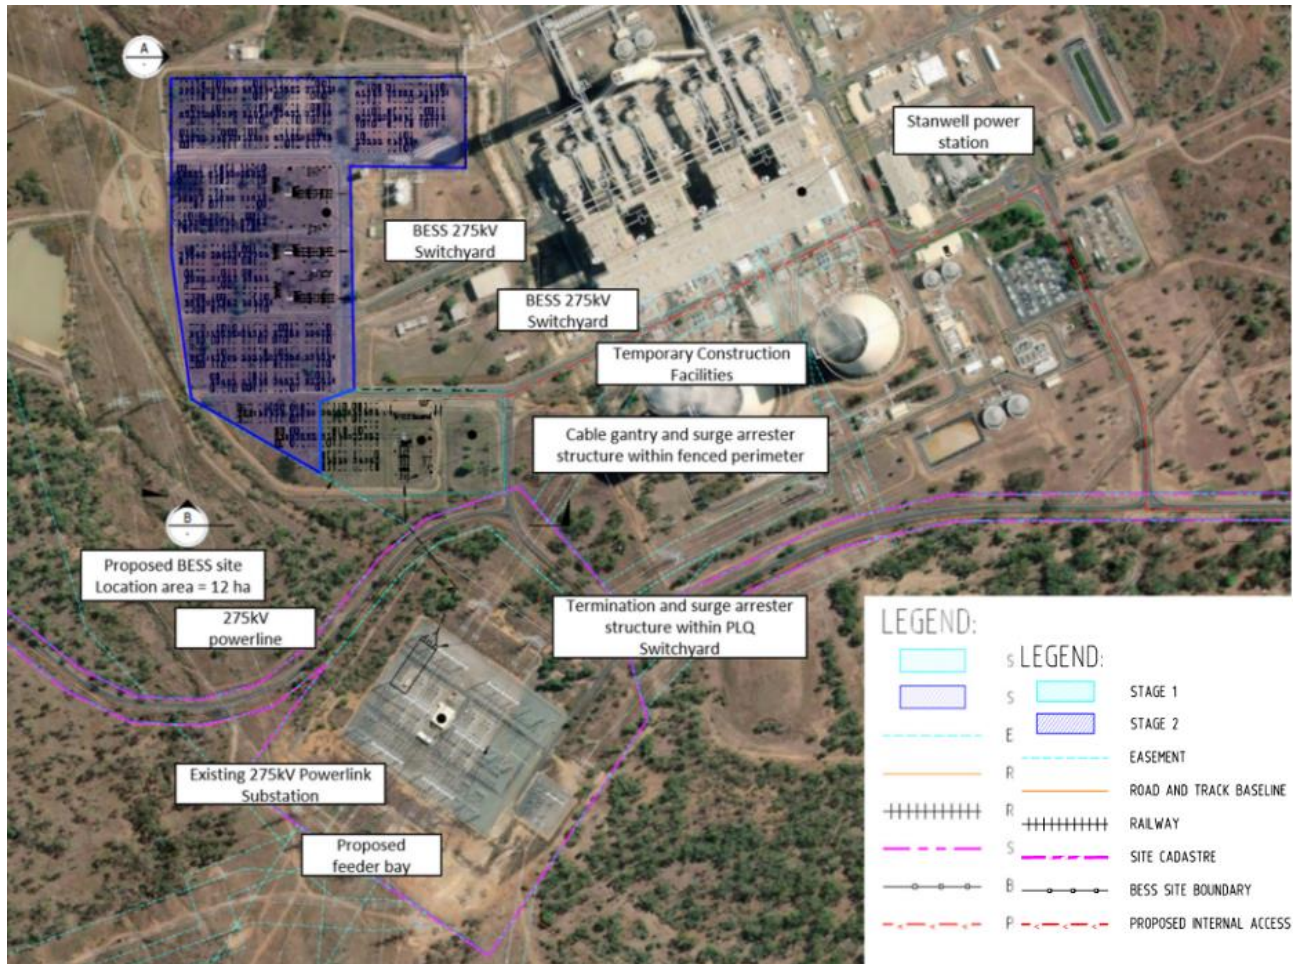 A
Stanwell power
station
BESS 275kV
Switchyard
BESS 275kV
Switchyard
Temporary Construction
Facilities
Cable gantry and surge arrester
structure within fenced perimeter
B
Proposed BESS site
Location area = 12 ha
275kV
powerline
Termination and surge arrester
structure within PLQ
Switchyard
Existing 275kV Powerlink
Substation
Proposed
feeder bay
LEGEND:
S
S
E
R
R
S
B
P
LEGEND:
STAGE 1
STAGE 2
EASEMENT
ROAD AND TRACK BASELINE
RAILWAY
SITE CADASTRE
BESS SITE BOUNDARY
PROPOSED INTERNAL ACCESS